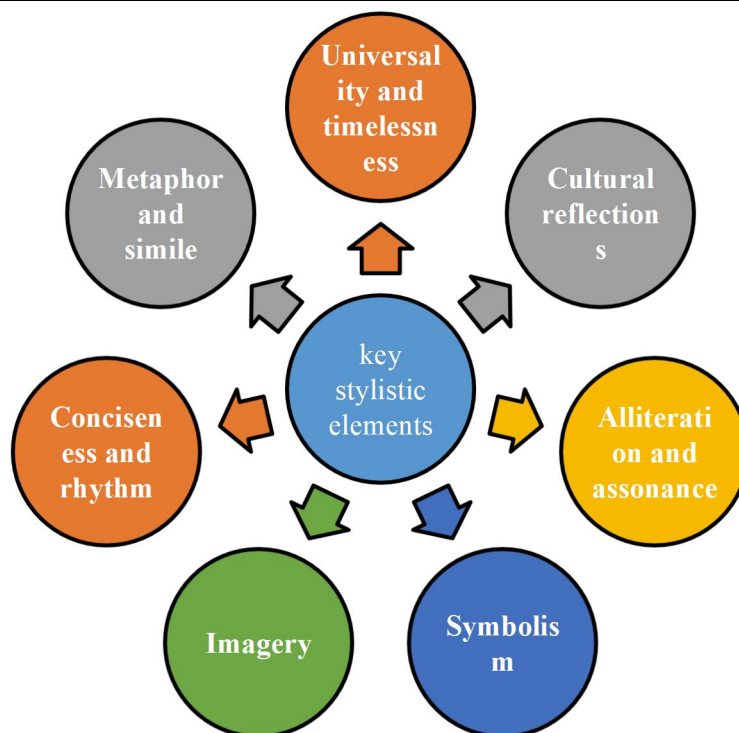 Universal
ity and
timelessn
ess
Metaphor
and
simile
Cultural
reflection
s
key
stylistic
elements
Concisen
ess and
rhythm
Alliterati
on and
assonance
Imagery
Symbolis
m